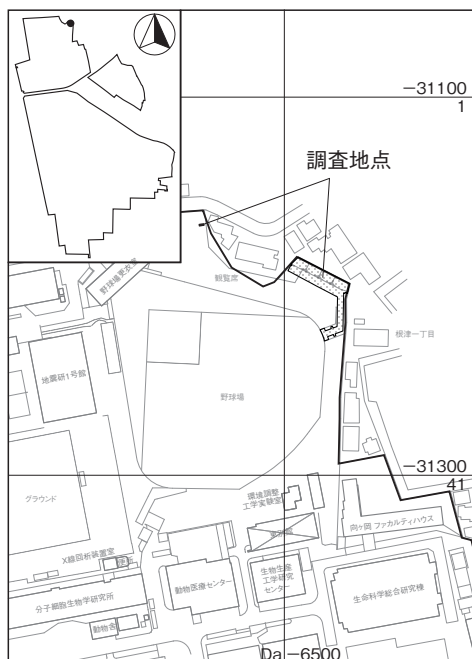 -31100
1
調査地点
野球場更衣室
観覧席
根津一丁目
地震研1号館
野球場
-31300
41
グラウンド
環境調整
工学実験室
向ヶ岡 ファカルティハウス
X線回折装置室
動物医療センター
生物生産
工学研究
センター
生命科学総合研究棟
分子細胞生物学研究所
動物舎
Da -6500